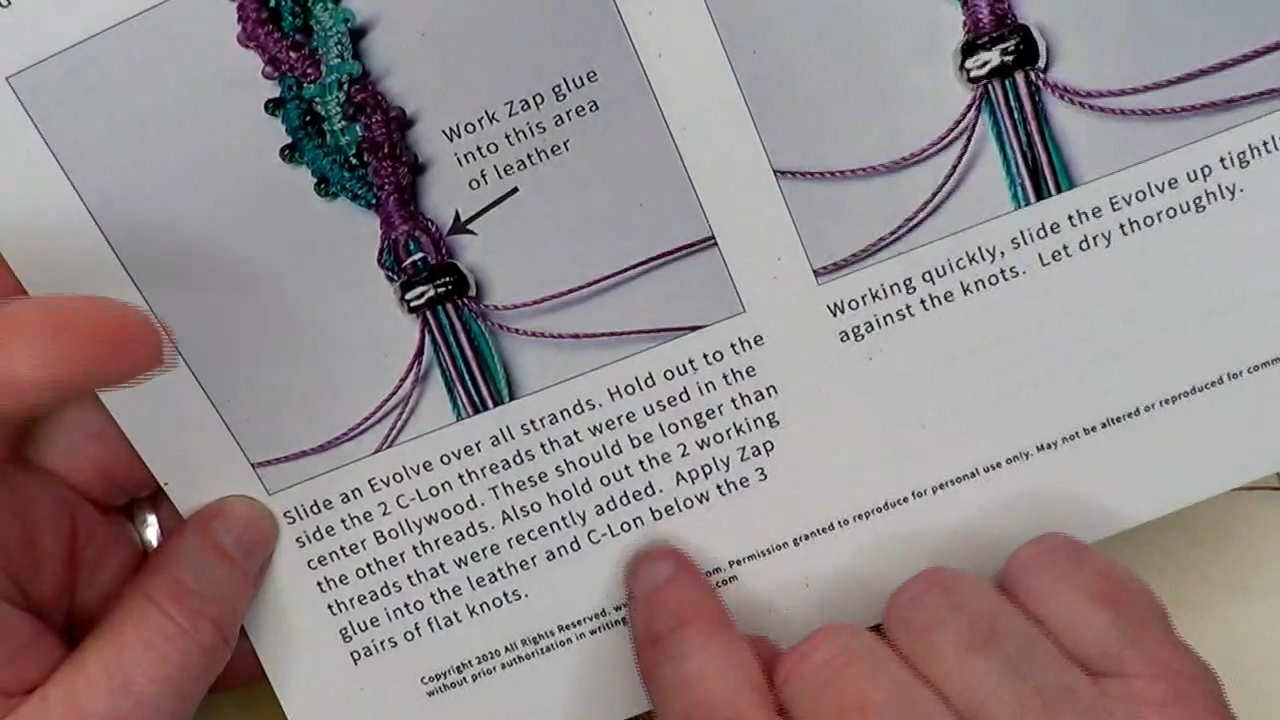 Work Zap glue
into this area
of leather
Slide an Evolve over all strands. Hold out to the
side the 2 C-Lon threads that were used in the
center Bollywood. These should be longer than
the other threads. Also hold out the 2 working
threads that were recently added. Apply Zap
glue into the leather and C-Lon below the 3
pairs of flat knots.
Working quickly, slide the Evolve up
against the knots. Let dry thoroughly.
Copyright 2020 All Rights Reserved. Permission granted to reproduce for personal use only. May not be altered or reproduced for
without prior authorization in writing